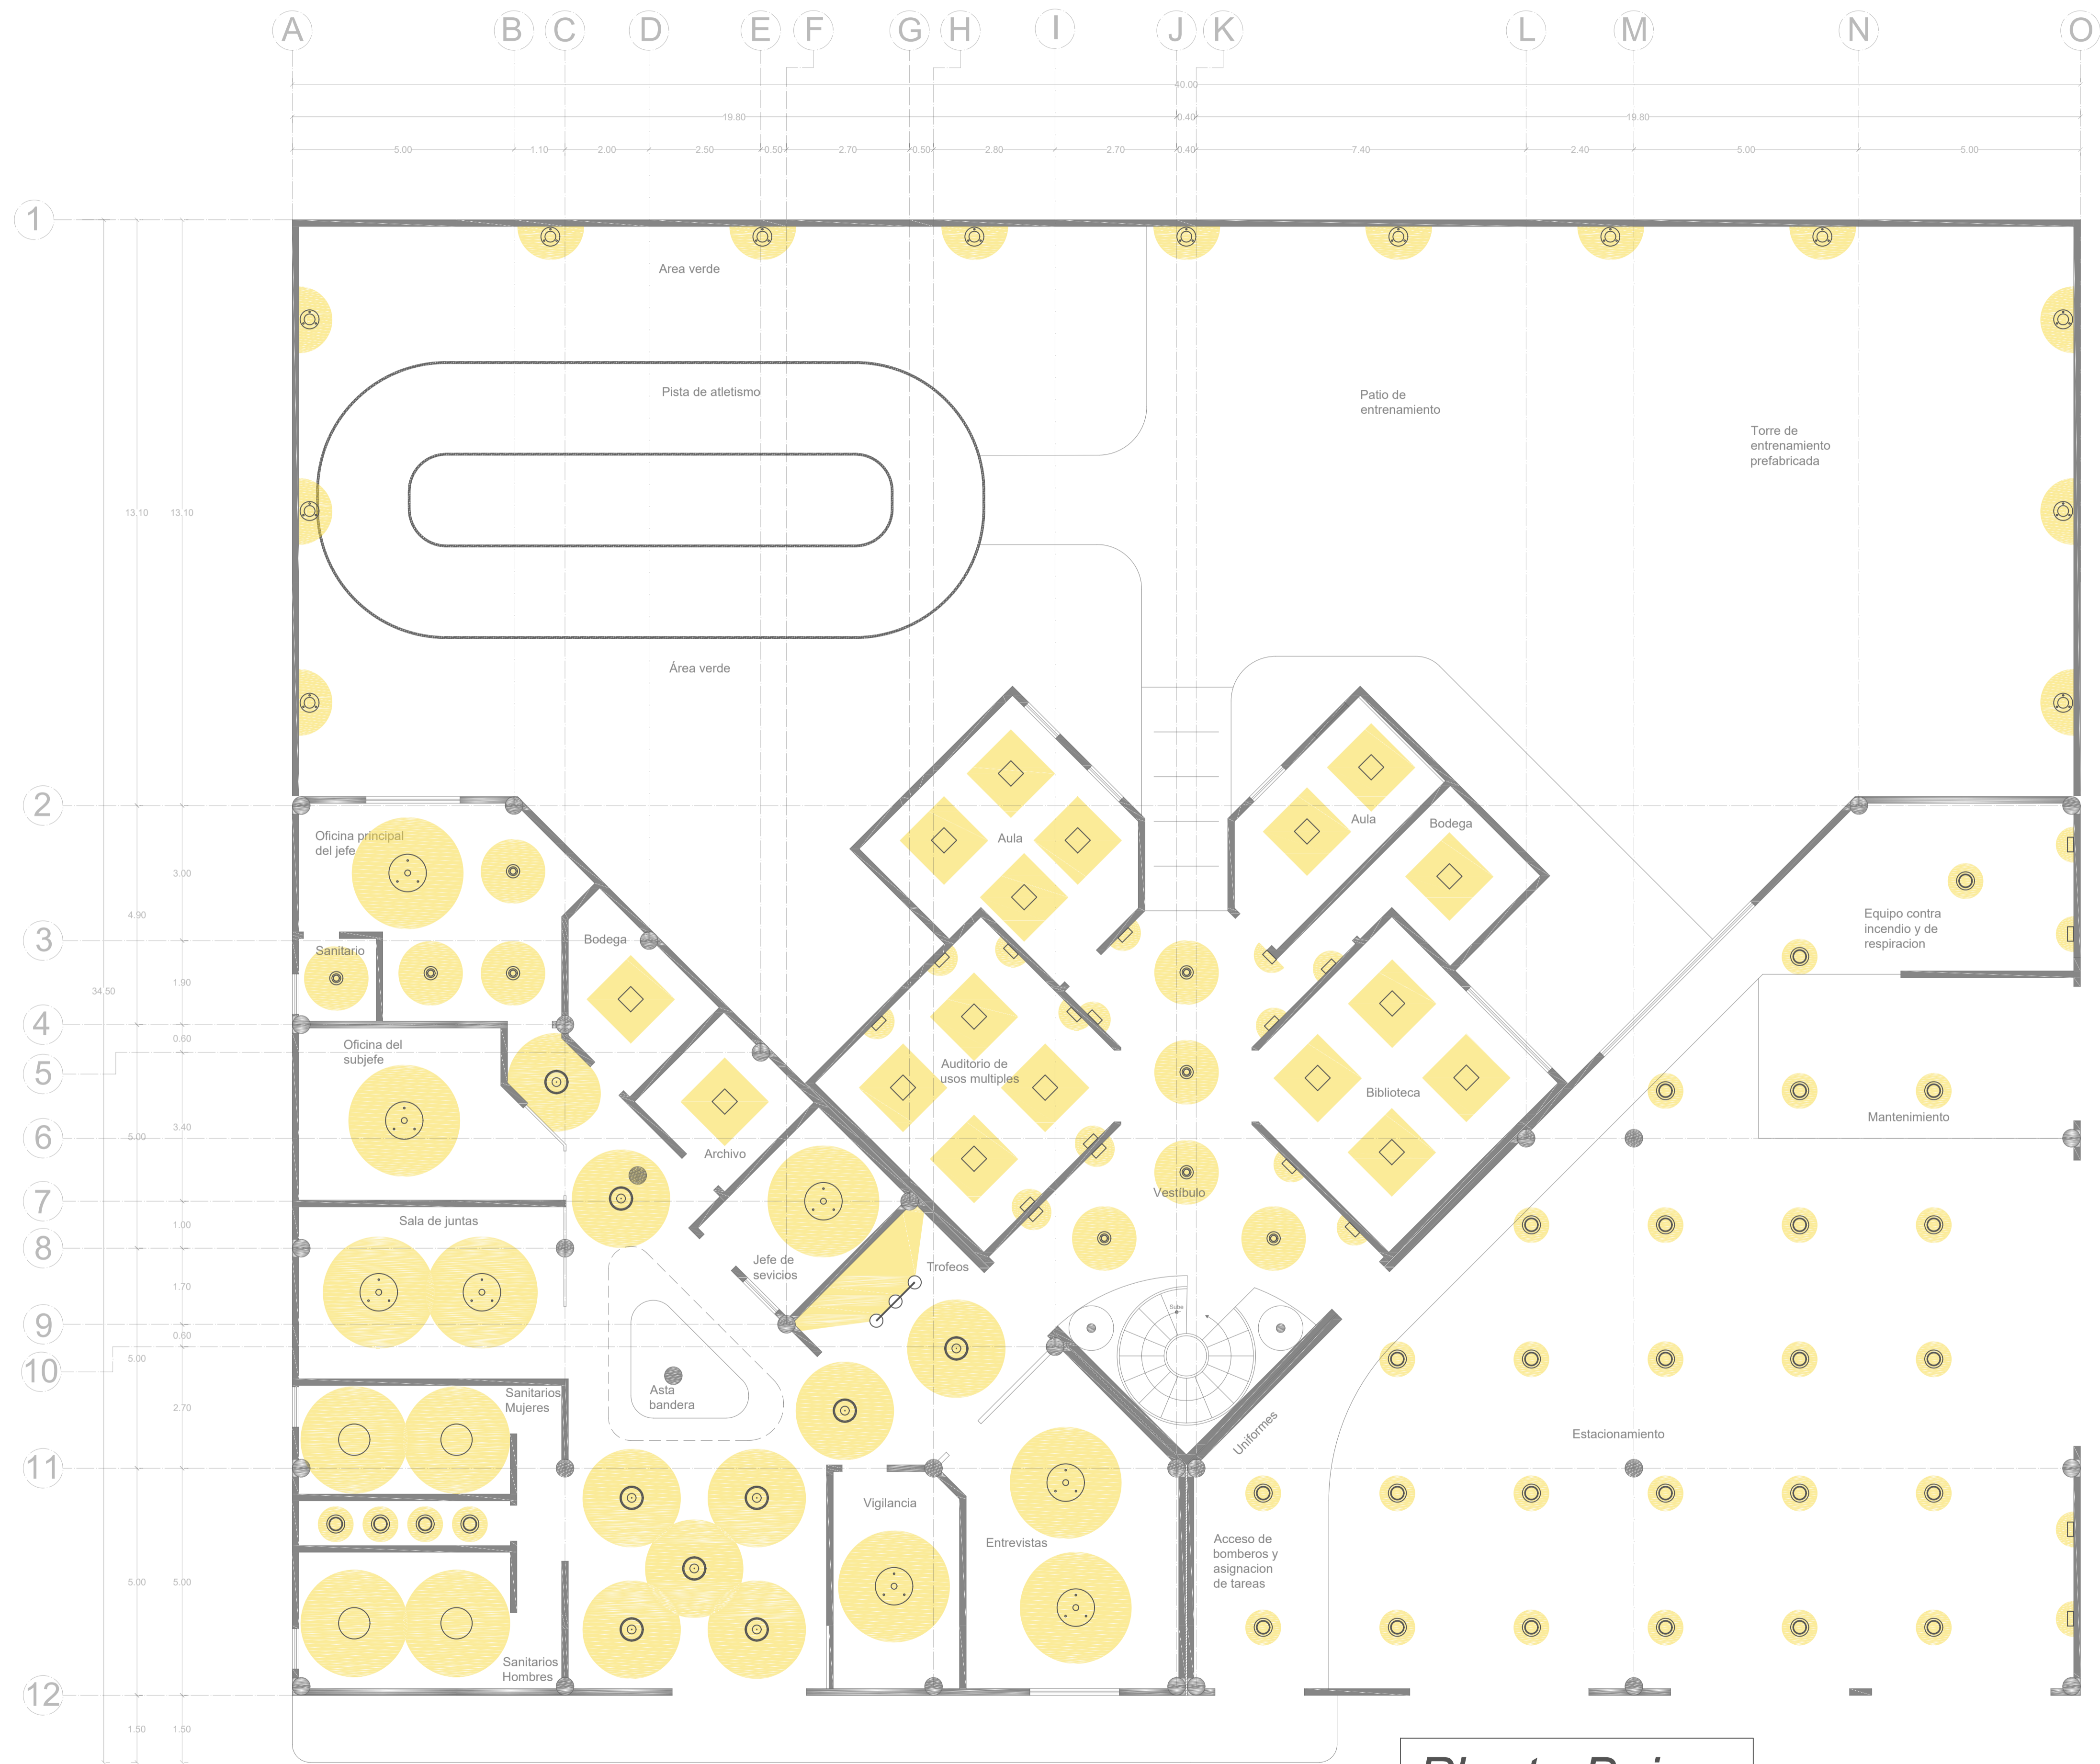 A B C D E F G H I J K L M N O
40.00
19.80 0.40 19.80
5.00 1.10 2.00 2.50 0.50 2.70 0.50 2.80 2.70 0.40 7.40 2.40 5.00 5.00
1
Area verde
Pista de atletismo
Patio de
entrenamiento
Torre de
entrenamiento
prefabricada
13.10 13.10
Área verde
2
Oficina principal
del jefe
Aula
Aula
Bodega
3.00
4.90
Equipo contra
incendio y de
respiracion
3
Sanitario
Bodega
1.90
34.50
4
0.60
Oficina del
subjefe
5
Auditorio de
usos multiples
Biblioteca
Mantenimiento
6
5.00
3.40
Archivo
Vestíbulo
7
Sala de juntas
1.00
8
Jefe de
sevicios
Trofeos
1.70
9
Sube
0.60
10
5.00
Asta
bandera
Sanitarios
Mujeres
2.70
Uniformes
Estacionamiento
11
Vigilancia
Entrevistas
Acceso de
bomberos y
asignacion
de tareas
5.00 5.00
Sanitarios
Hombres
12
1.50 1.50